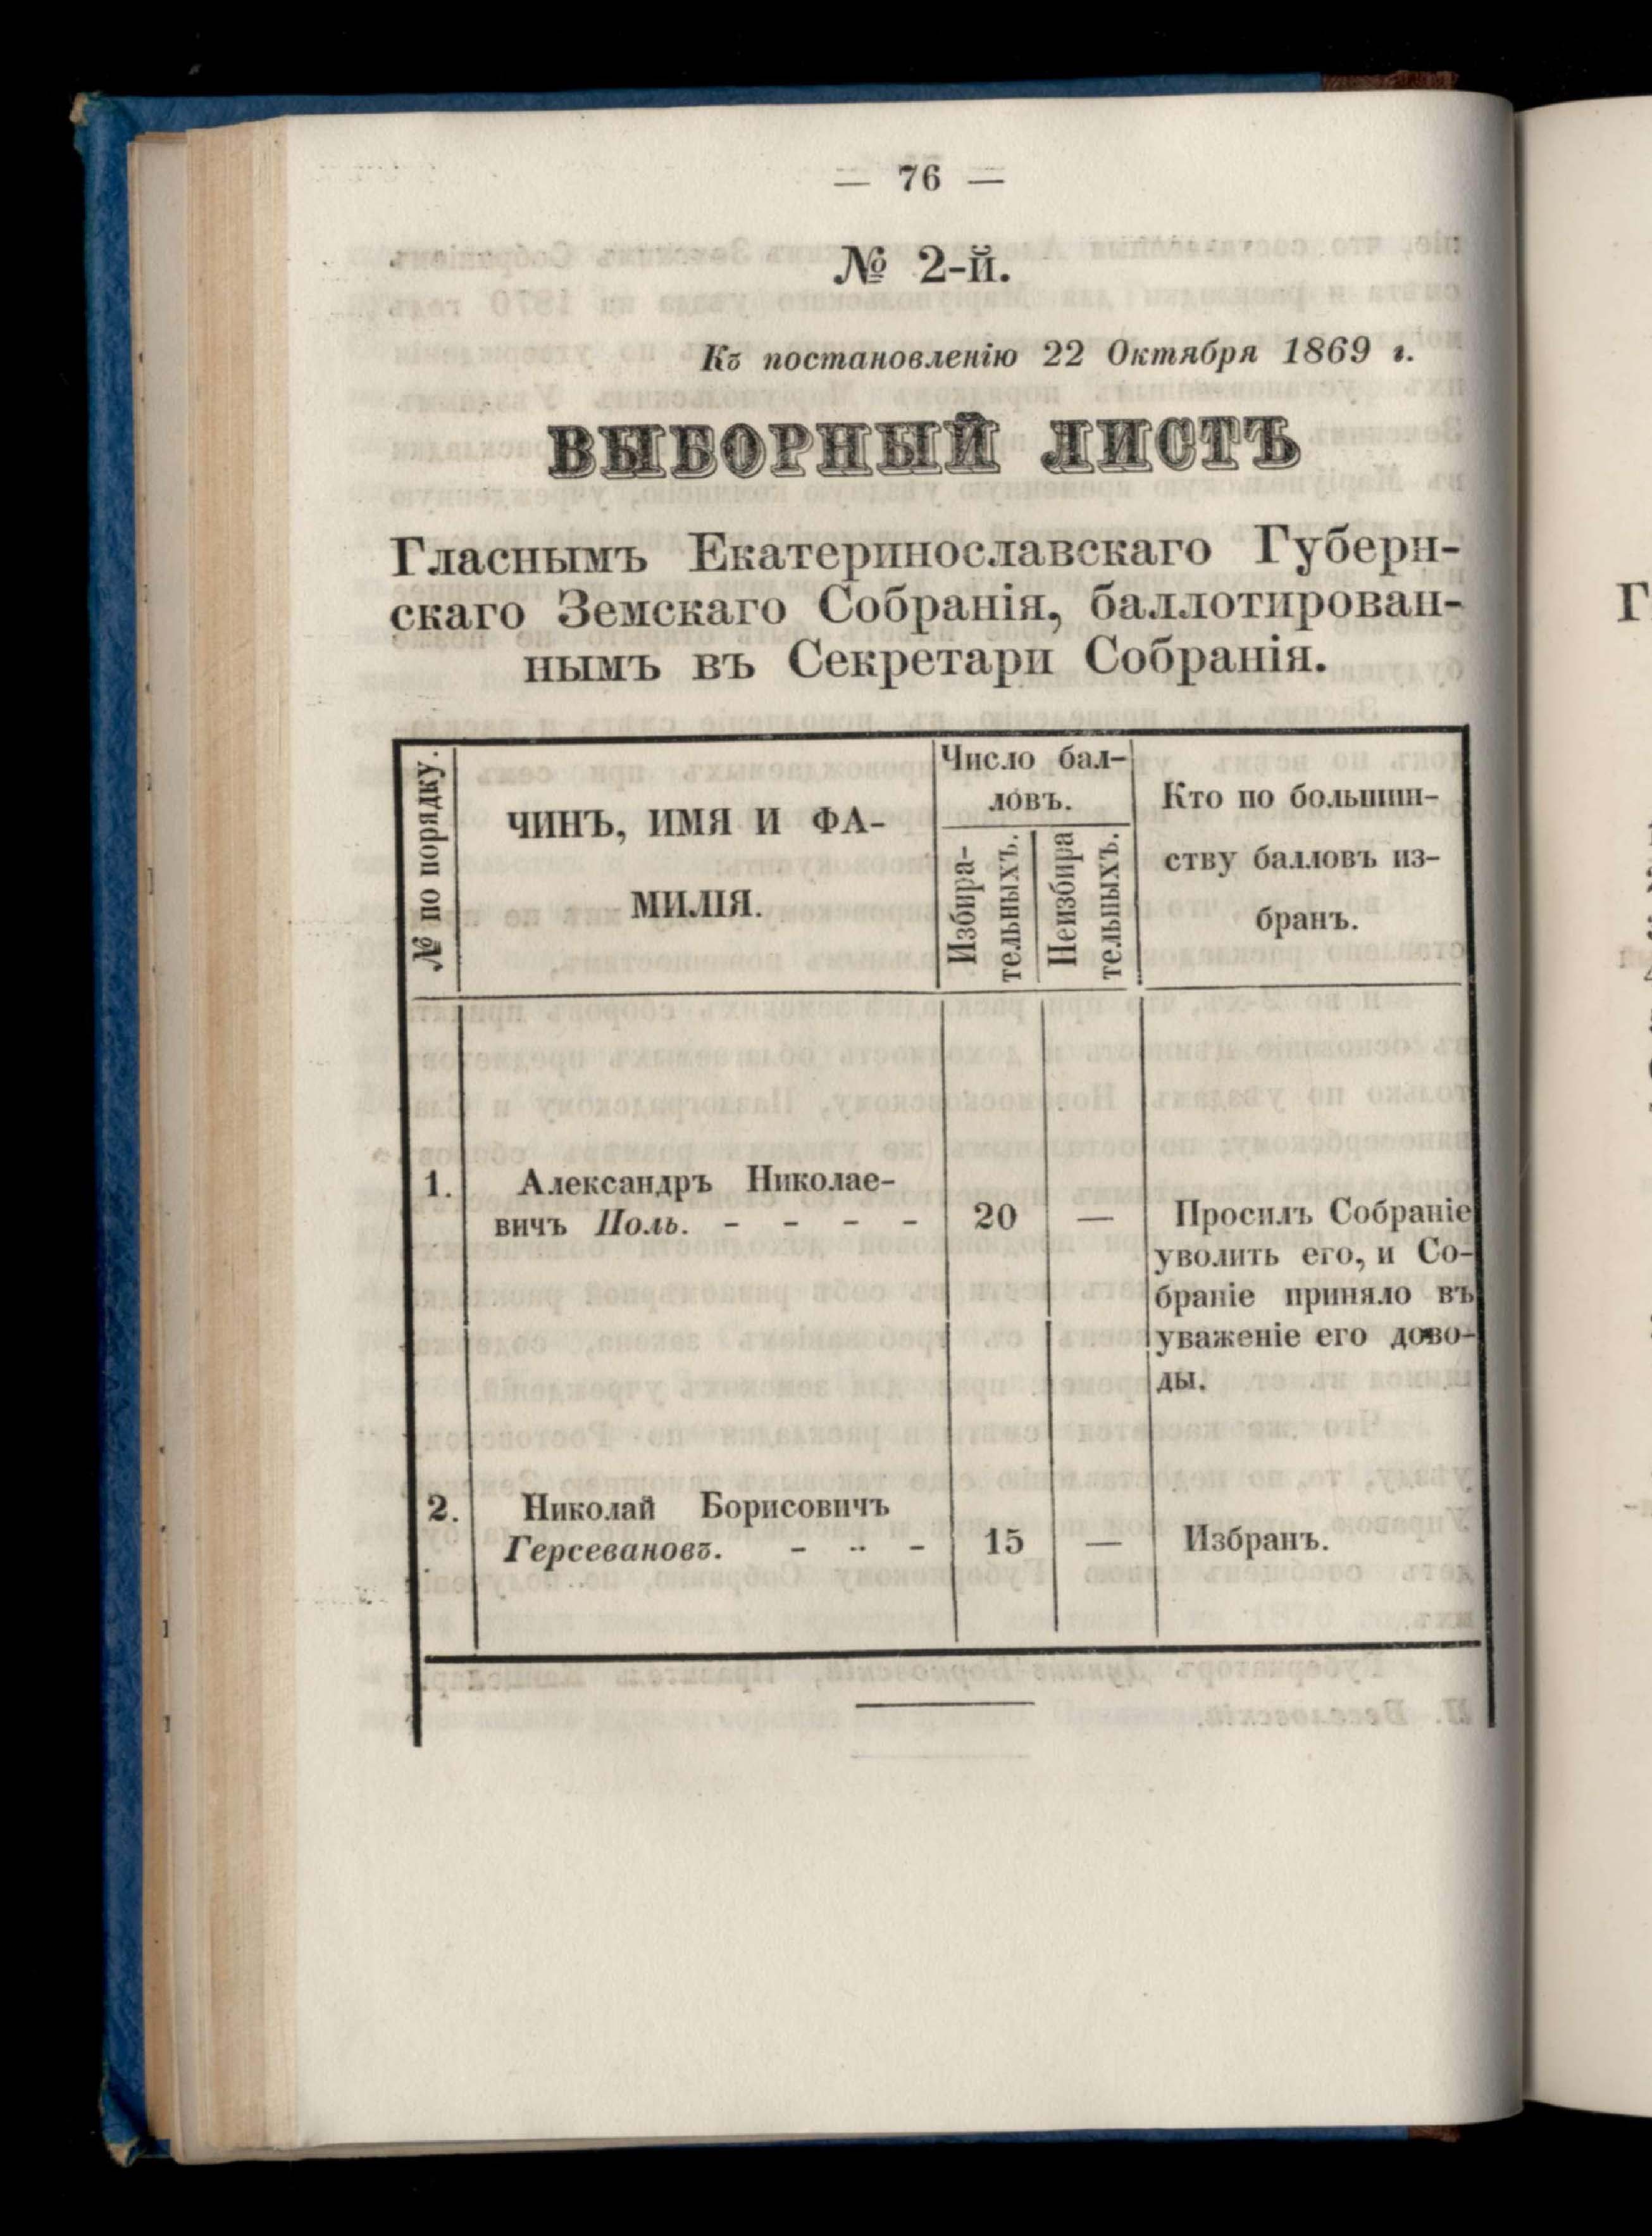 — 76 —
№ 2-й.
Къ постановленію 22 Октября 1869 г.
ВЫБОРНЫЙ ЛИСТЪ
Гласнымъ Екатеринославскаго Губерн-
скаго Земскаго Собранія, баллотирован-
нымъ въ Секретари Собранія.
№ по порядку.
ЧИНЪ, ИМЯ И ФА-
МИЛІЯ.
Число бал-
ловъ.
Избира-
тельныхъ.
Неизбира
тельныхъ.
Кто по большин-
ству балловъ из-
бранъ.
1. Александръ Николае-
вичъ Поль. - - - - 20 — Просилъ Собраніе
уволить его, и Со-
браніе приняло въ
уваженіе его дово-
ды.
2. Николай Борисовичъ
Герсевановъ. - - - 15 — Избранъ.